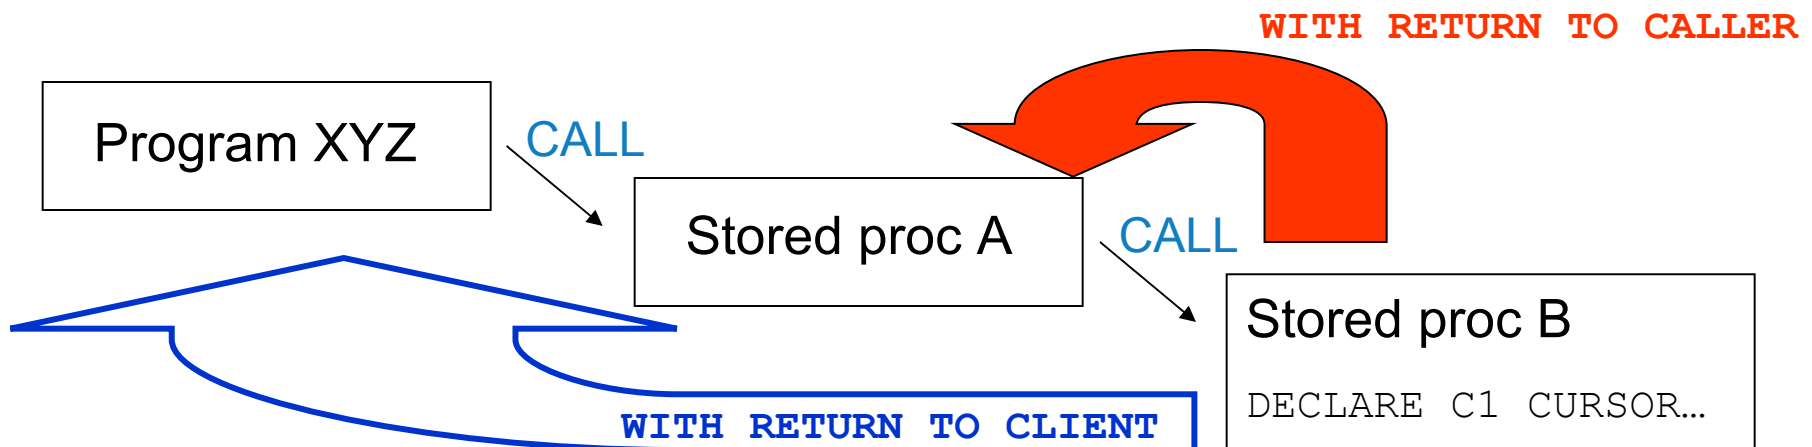 WITH RETURN TO CALLER
Program XYZ
CALL
Stored proc A
CALL
Stored proc B
DECLARE C1 CURSOR…
WITH RETURN TO CLIENT